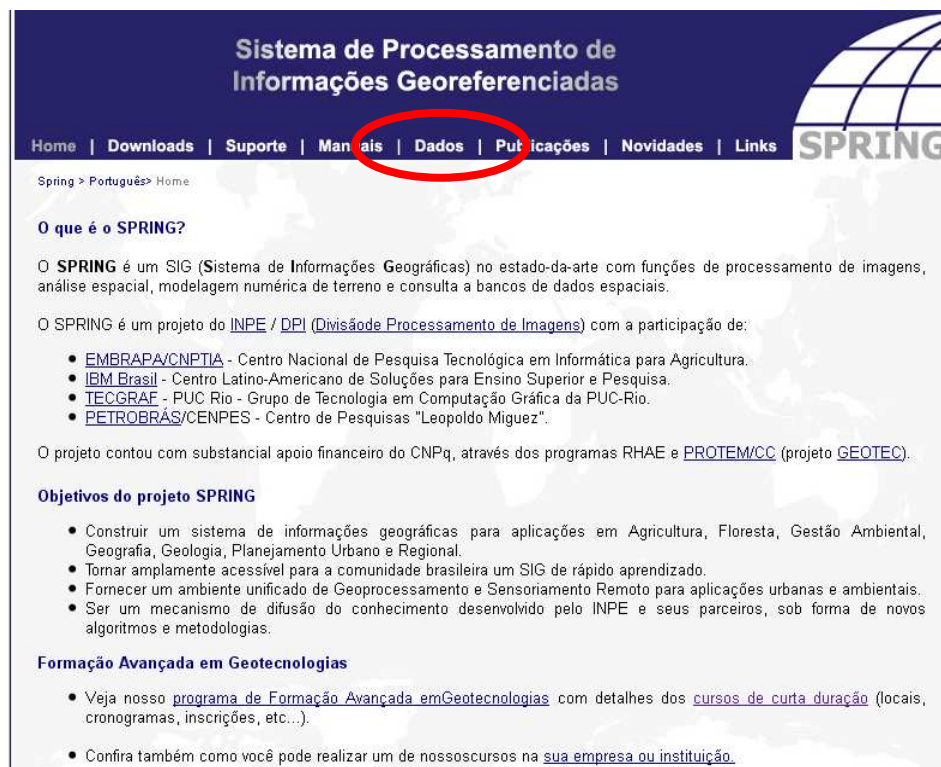 Sistema de Processamento de
Informações Georeferenciadas
Home | Downloads | Suporte | Manuais | Dados | Publicações | Novidades | Links
SPRING
Spring > Português> Home
O que é o SPRING?
O SPRING é um SIG (Sistema de Informações Geográficas) no estado-da-arte com funções de processamento de imagens,
análise espacial, modelagem numérica de terreno e consulta a bancos de dados espaciais.
O SPRING é um projeto do INPE / DPI (Divisãode Processamento de Imagens) com a participação de:
• EMBRAPA/CNPTIA - Centro Nacional de Pesquisa Tecnológica em Informática para Agricultura.
• IBM Brasil - Centro Latino-Americano de Soluções para Ensino Superior e Pesquisa.
• TECGRAF - PUC Rio - Grupo de Tecnologia em Computação Gráfica da PUC-Rio.
• PETROBRÁS/CENPES - Centro de Pesquisas "Leopoldo Miguez".
O projeto contou com substancial apoio financeiro do CNPq, através dos programas RHAE e PROTEM/CC (projeto GEOTEC).
Objetivos do projeto SPRING
• Construir um sistema de informações geográficas para aplicações em Agricultura, Floresta, Gestão Ambiental,
Geografia, Geologia, Planejamento Urbano e Regional.
• Tornar amplamente acessível para a comunidade brasileira um SIG de rápido aprendizado.
• Fornecer um ambiente unificado de Geoprocessamento e Sensoriamento Remoto para aplicações urbanas e ambientais.
• Ser um mecanismo de difusão do conhecimento desenvolvido pelo INPE e seus parceiros, sob forma de novos
algoritmos e metodologias.
Formação Avançada em Geotecnologias
• Veja nosso programa de Formação Avançada emGeotecnologias com detalhes dos cursos de curta duração (locais,
cronogramas, inscrições, etc...).
• Confira também como você pode realizar um de nossoscursos na sua empresa ou instituição.